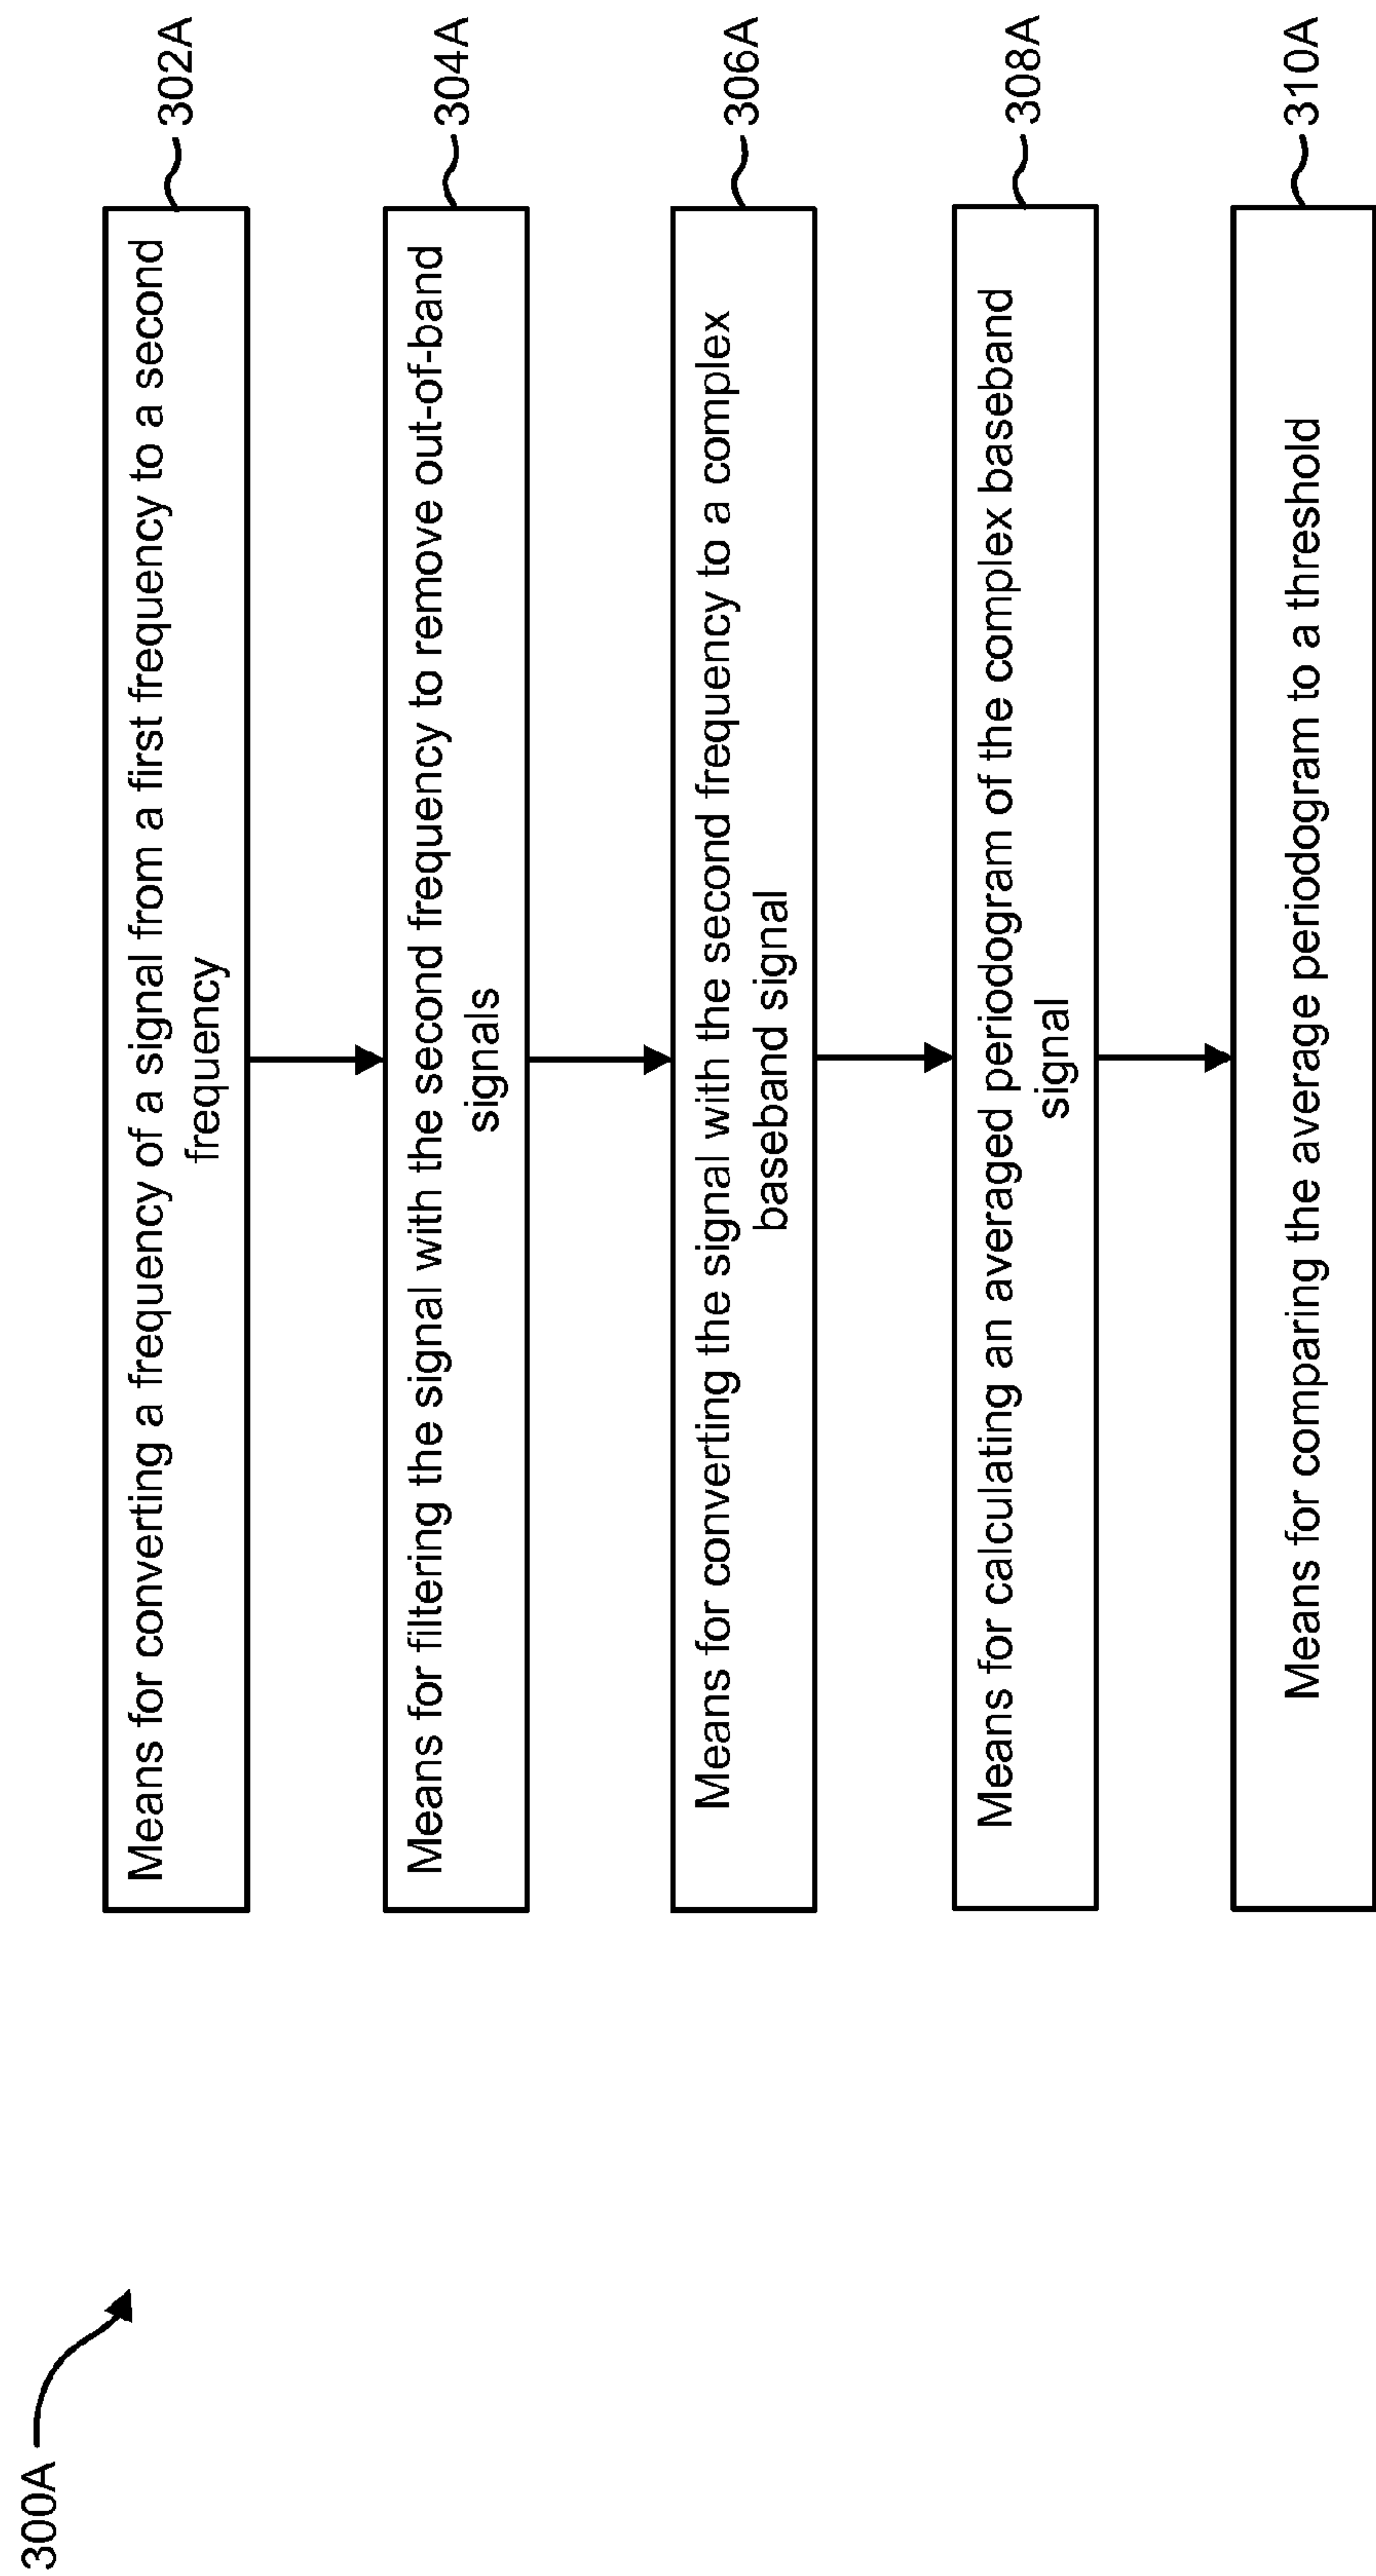 300A
Means for converting a frequency of a signal from a first frequency to a second
frequency
302A
Means for filtering the signal with the second frequency to remove out-of-band
signals
304A
Means for converting the signal with the second frequency to a complex
baseband signal
306A
Means for calculating an averaged periodogram of the complex baseband
signal
308A
Means for comparing the average periodogram to a threshold
310A